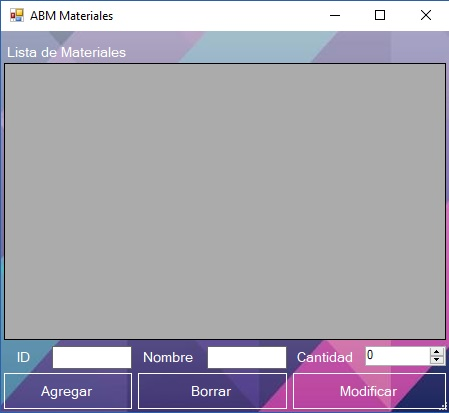 ABM Materiales
Lista de Materiales
ID Nombre Cantidad 0
Agregar Borrar Modificar